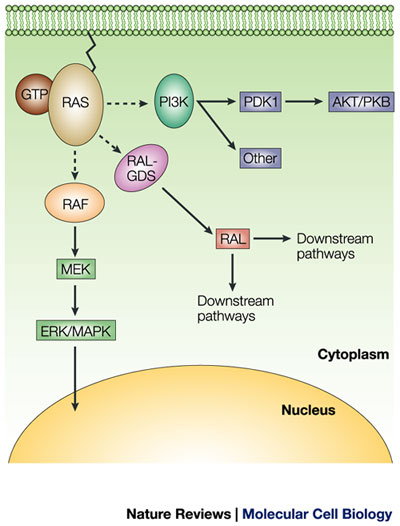 GTP
RAS
PI3K
PDK1
AKT/PKB
Other
RAL-
GDS
RAF
RAL
Downstream
pathways
MEK
Downstream
pathways
ERK/MAPK
Cytoplasm
Nucleus
Nature Reviews | Molecular Cell Biology